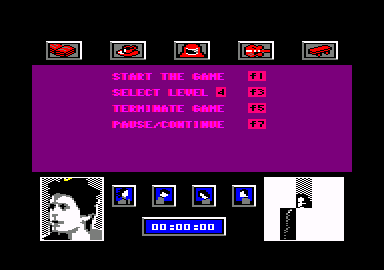 START THE GAME f1
SELECT LEVEL 4 f3
TERMINATE GAME f5
PAUSE/CONTINUE f7
00:00:00